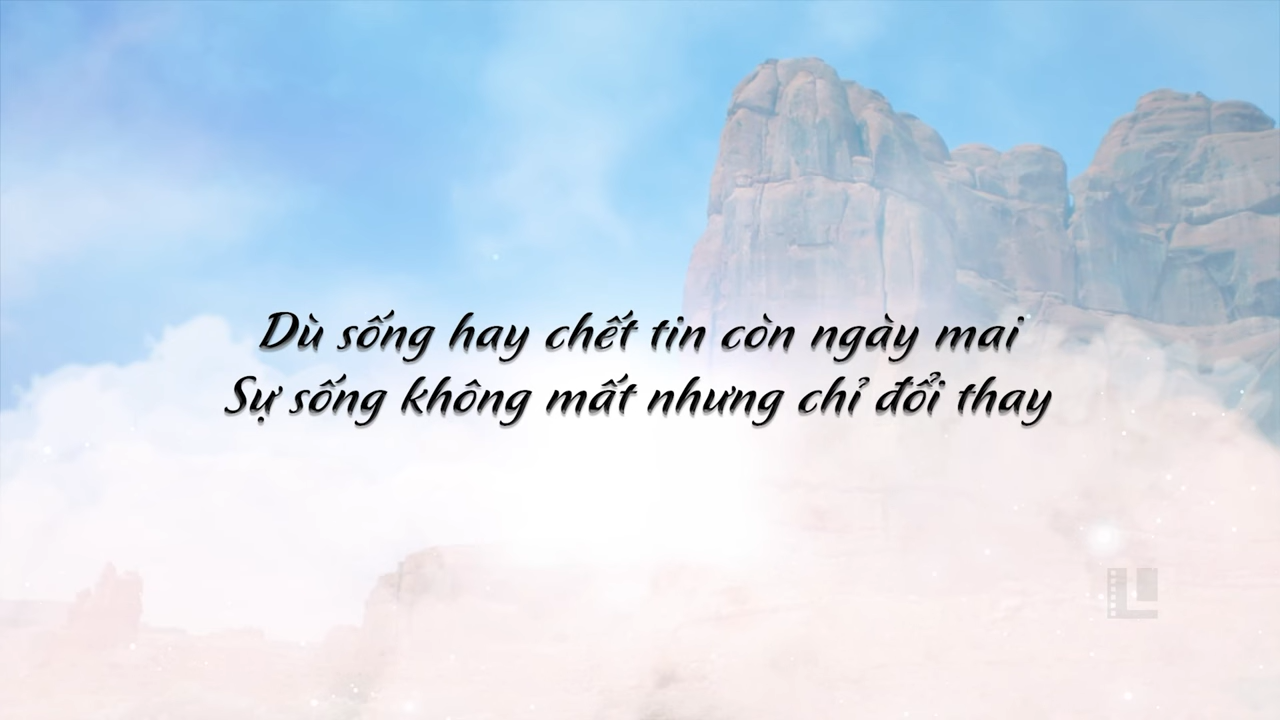 Dù sống hay chết tin còn ngày mai
Sự sống không mất nhưng chỉ đổi thay